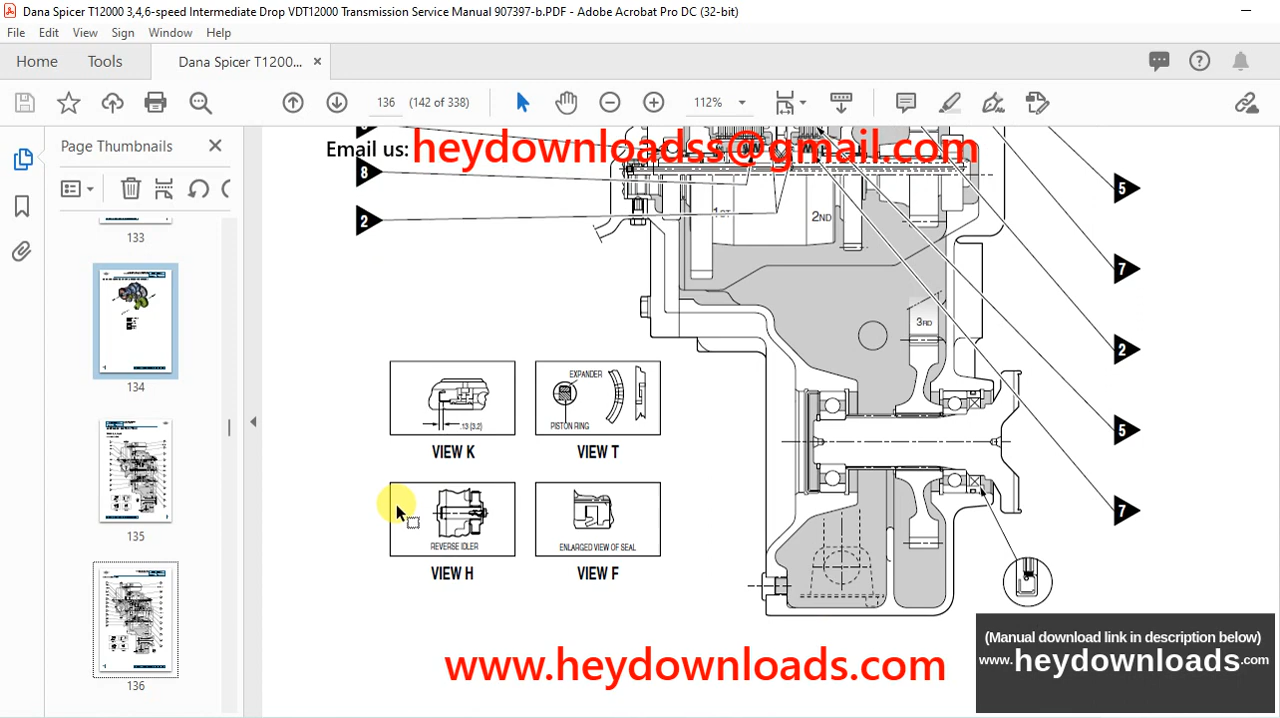 Dana Spicer T12000 3,4,6-speed Intermediate Drop VDT12000 Transmission Service Manual 907397-b.PDF - Adobe Acrobat Pro DC (32-bit)
File Edit View Sign Window Help
Home Tools Dana Spicer T1200... ×
136 (142 of 338) 112%
Page Thumbnails
133
134
135
136
Email us: heydownloadss@gmail.com
8
2
1ST
2ND
3RD
5
7
2
5
7
.13 (3.2)
VIEW K
EXPANDER
PISTON RING
VIEW T
REVERSE IDLER
VIEW H
ENLARGED VIEW OF SEAL
VIEW F
www.heydownloads.com
(Manual download link in description below)
www.heydownloads.com